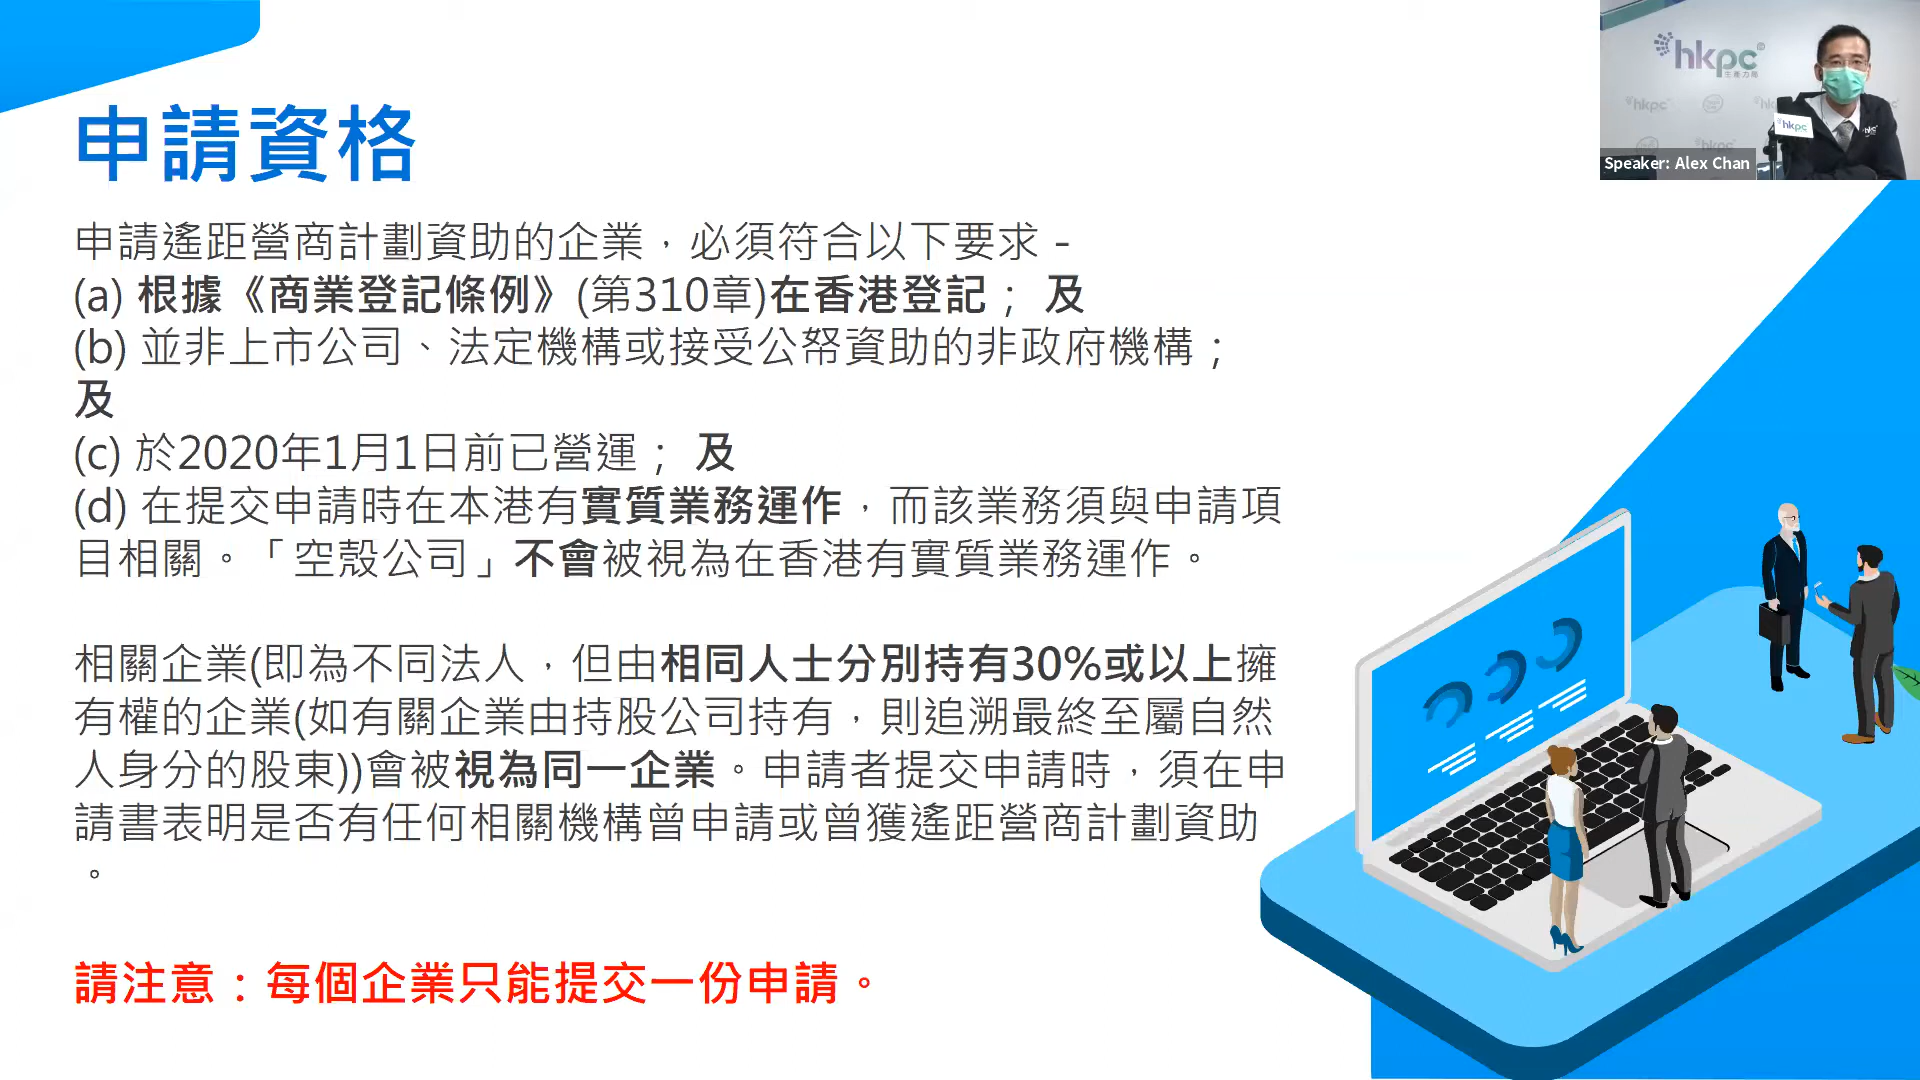 申請資格
申請遙距營商計劃資助的企業，必須符合以下要求 -
(a) 根據《商業登記條例》(第310章)在香港登記； 及
(b) 並非上市公司、法定機構或接受公帑資助的非政府機構；
及
(c) 於2020年1月1日前已營運； 及
(d) 在提交申請時在本港有實質業務運作，而該業務須與申請項
目相關。「空殼公司」不會被視為在香港有實質業務運作。
相關企業(即為不同法人，但由相同人士分別持有30%或以上擁
有權的企業(如有關企業由持股公司持有，則追溯最終至屬自然
人身分的股東))會被視為同一企業。申請者提交申請時，須在申
請書表明是否有任何相關機構曾申請或曾獲遙距營商計劃資助
。
請注意：每個企業只能提交一份申請。
hkpc
生產力局
hkpc
hkpc
hkpc
Speaker: Alex Chan